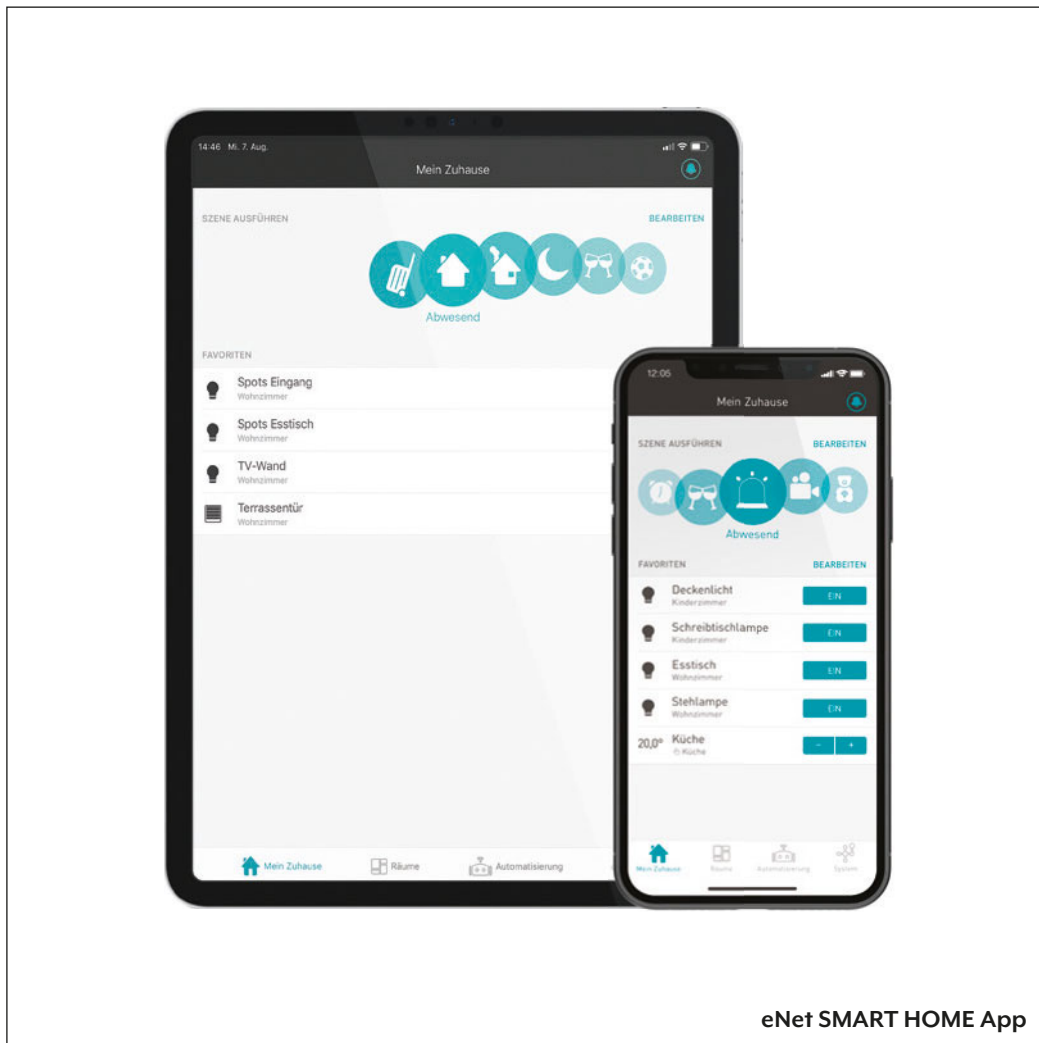 14:46 Mi. 7. Aug.
Mein Zuhause
SZENE AUSFÜHREN
BEARBEITEN
Abwesend
FAVORITEN
Spots Eingang
Wohnzimmer
Spots Esstisch
Wohnzimmer
TV-Wand
Wohnzimmer
Terrassentür
Wohnzimmer
Mein Zuhause
Räume
Automatisierung
12:05
Mein Zuhause
SZENE AUSFÜHREN
BEARBEITEN
Abwesend
FAVORITEN
BEARBEITEN
Deckenlicht
Kinderzimmer
EIN
Schreibtischlampe
Kinderzimmer
EIN
Esstisch
Wohnzimmer
EIN
Stehlampe
Wohnzimmer
EIN
20,0°
Küche
Küche
- +
Mein Zuhause
Räume
Automatisierung
System
eNet SMART HOME App